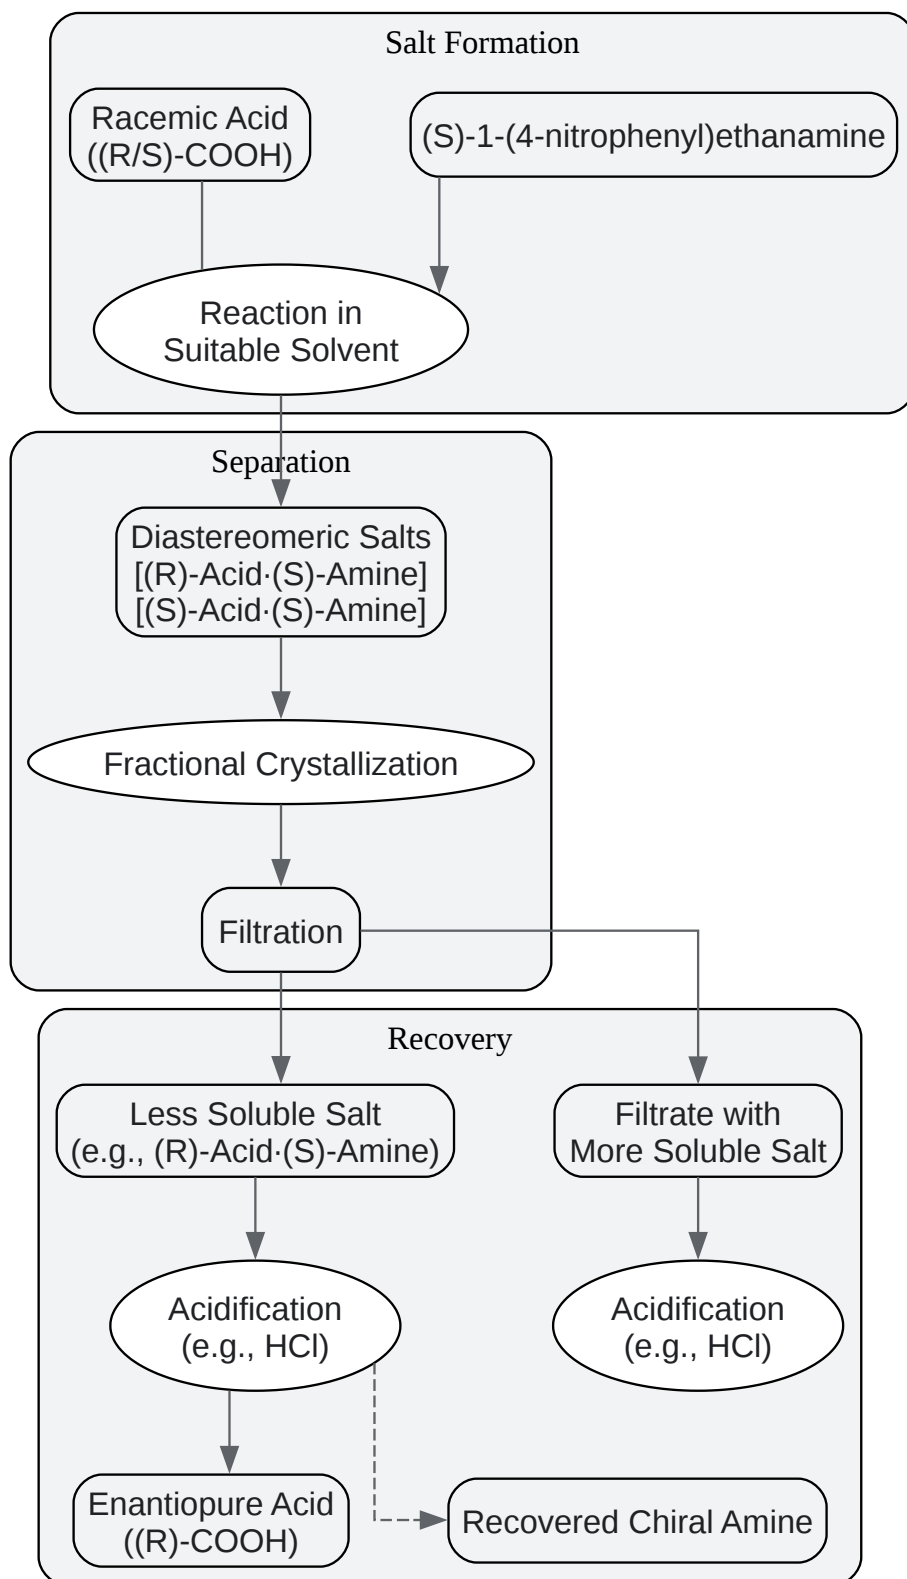 Salt Formation
Racemic Acid
((R/S)-COOH)
(S)-1-(4-nitrophenyl)ethanamine
Reaction in
Suitable Solvent
Separation
Diastereomeric Salts
[(R)-Acid·(S)-Amine]
[(S)-Acid·(S)-Amine]
Fractional Crystallization
Filtration
Recovery
Less Soluble Salt
(e.g., (R)-Acid·(S)-Amine)
Filtrate with
More Soluble Salt
Acidification
(e.g., HCl)
Acidification
(e.g., HCl)
Enantiopure Acid
((R)-COOH)
Recovered Chiral Amine